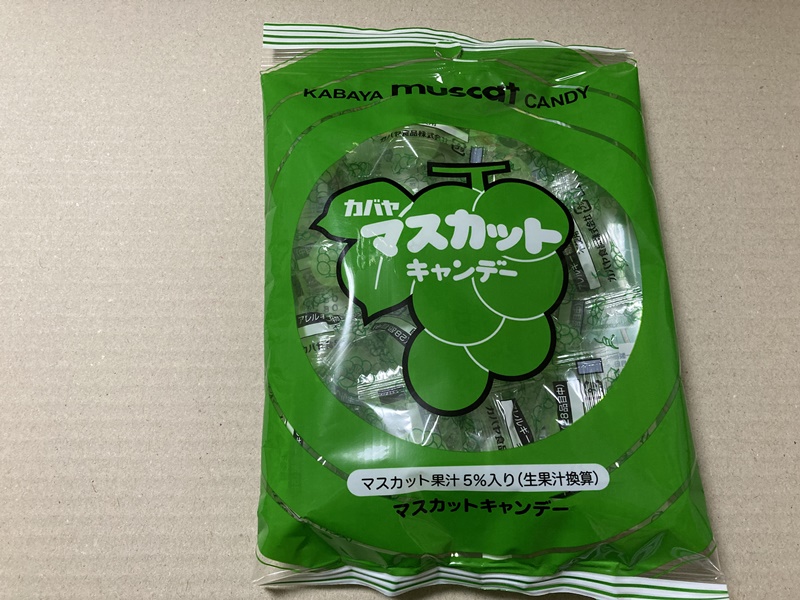 KABAYA muscat CANDY
カバヤ
マスカット
キャンデー
マスカット果汁5%入り(生果汁換算)
マスカットキャンデー